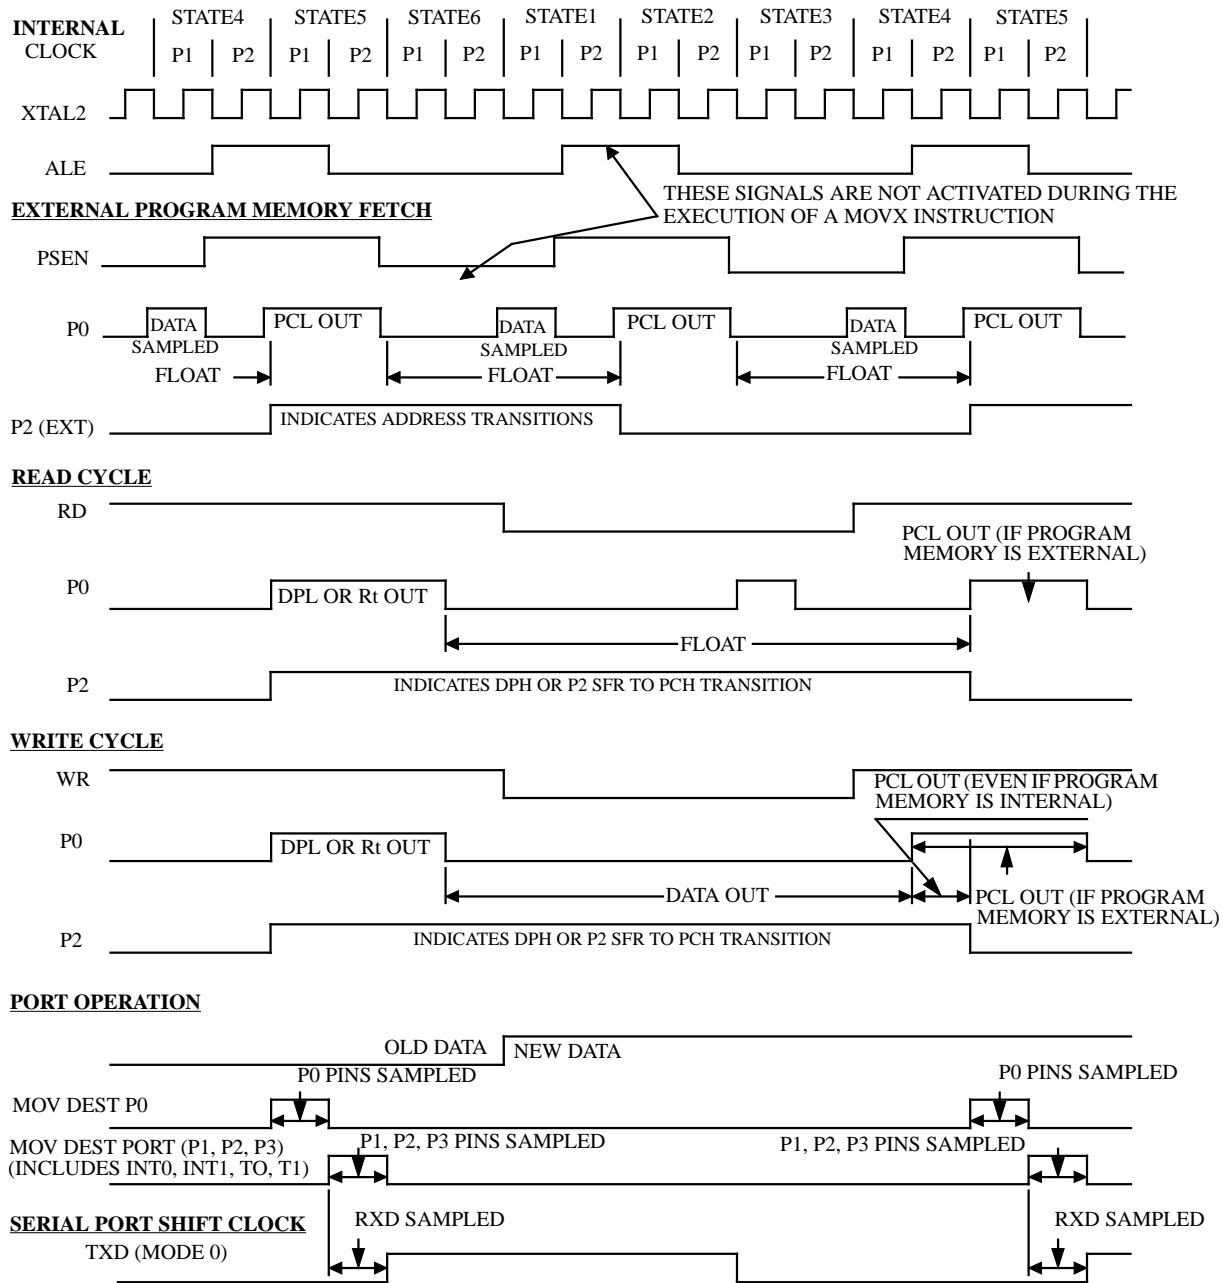 INTERNAL CLOCK
STATE4 STATE5 STATE6 STATE1 STATE2 STATE3 STATE4 STATE5
P1 P2 P1 P2 P1 P2 P1 P2 P1 P2 P1 P2 P1 P2 P1 P2
XTAL2
ALE
THESE SIGNALS ARE NOT ACTIVATED DURING THE
EXECUTION OF A MOVX INSTRUCTION
EXTERNAL PROGRAM MEMORY FETCH
PSEN
P0
DATA SAMPLED
PCL OUT
DATA SAMPLED
PCL OUT
DATA SAMPLED
PCL OUT
FLOAT FLOAT FLOAT
P2 (EXT)
INDICATES ADDRESS TRANSITIONS
READ CYCLE
RD
PCL OUT (IF PROGRAM
MEMORY IS EXTERNAL)
P0
DPL OR Rt OUT
FLOAT
P2
INDICATES DPH OR P2 SFR TO PCH TRANSITION
WRITE CYCLE
WR
PCL OUT (EVEN IF PROGRAM
MEMORY IS INTERNAL)
P0
DPL OR Rt OUT
DATA OUT
PCL OUT (IF PROGRAM
MEMORY IS EXTERNAL)
P2
INDICATES DPH OR P2 SFR TO PCH TRANSITION
PORT OPERATION
OLD DATA NEW DATA
P0 PINS SAMPLED P0 PINS SAMPLED
MOV DEST P0
MOV DEST PORT (P1, P2, P3)
(INCLUDES INT0, INT1, TO, T1)
P1, P2, P3 PINS SAMPLED P1, P2, P3 PINS SAMPLED
SERIAL PORT SHIFT CLOCK
RXD SAMPLED RXD SAMPLED
TXD (MODE 0)